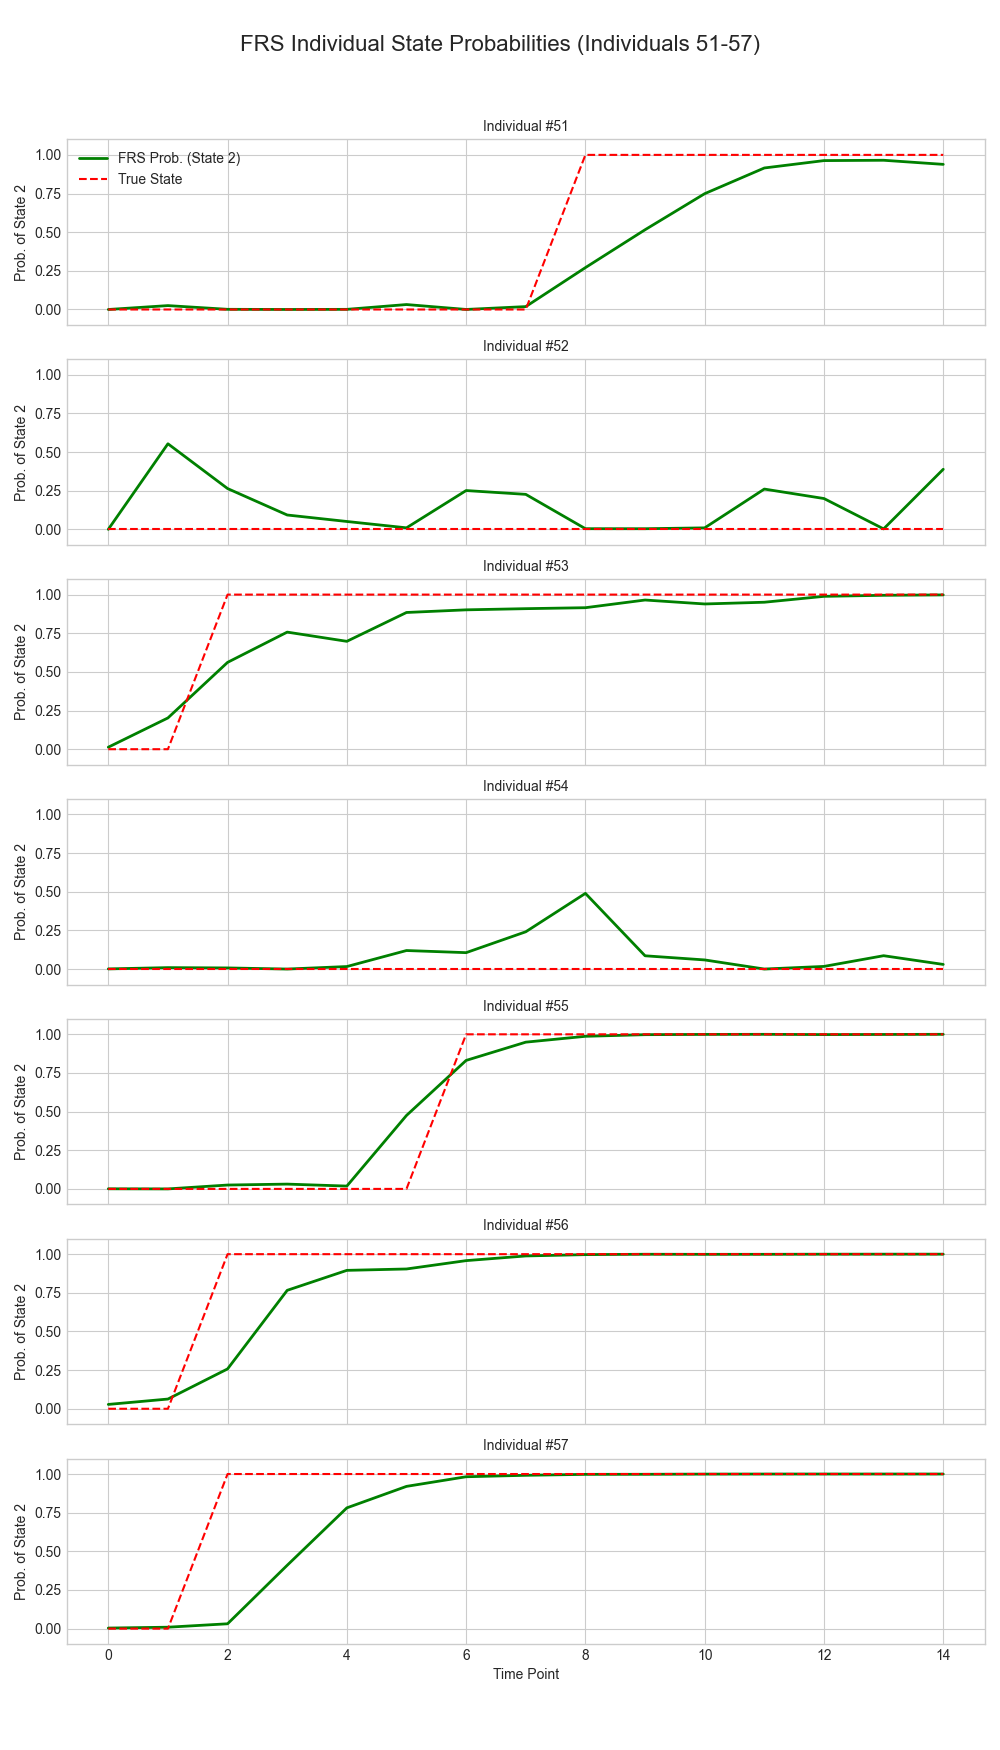 FRS Individual State Probabilities (Individuals 51-57)
Individual #51
Prob. of State 2
1.00
0.75
0.50
0.25
0.00
FRS Prob. (State 2)
True State
Individual #52
Prob. of State 2
1.00
0.75
0.50
0.25
0.00
Individual #53
Prob. of State 2
1.00
0.75
0.50
0.25
0.00
Individual #54
Prob. of State 2
1.00
0.75
0.50
0.25
0.00
Individual #55
Prob. of State 2
1.00
0.75
0.50
0.25
0.00
Individual #56
Prob. of State 2
1.00
0.75
0.50
0.25
0.00
Individual #57
Prob. of State 2
1.00
0.75
0.50
0.25
0.00
0 2 4 6 8 10 12 14
Time Point